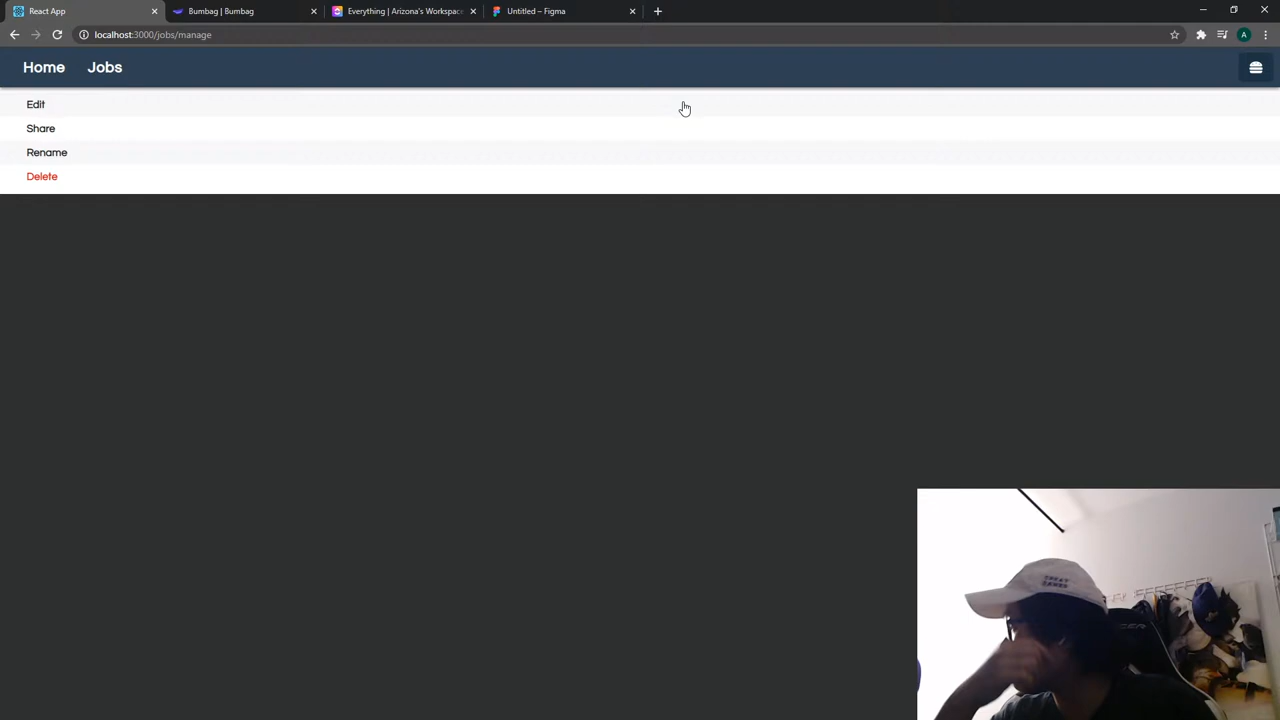 React App
Bumbag | Bumbag
Everything | Arizona's Workspac
Untitled – Figma
localhost:3000/jobs/manage
A
Home
Jobs
Edit
Share
Rename
Delete